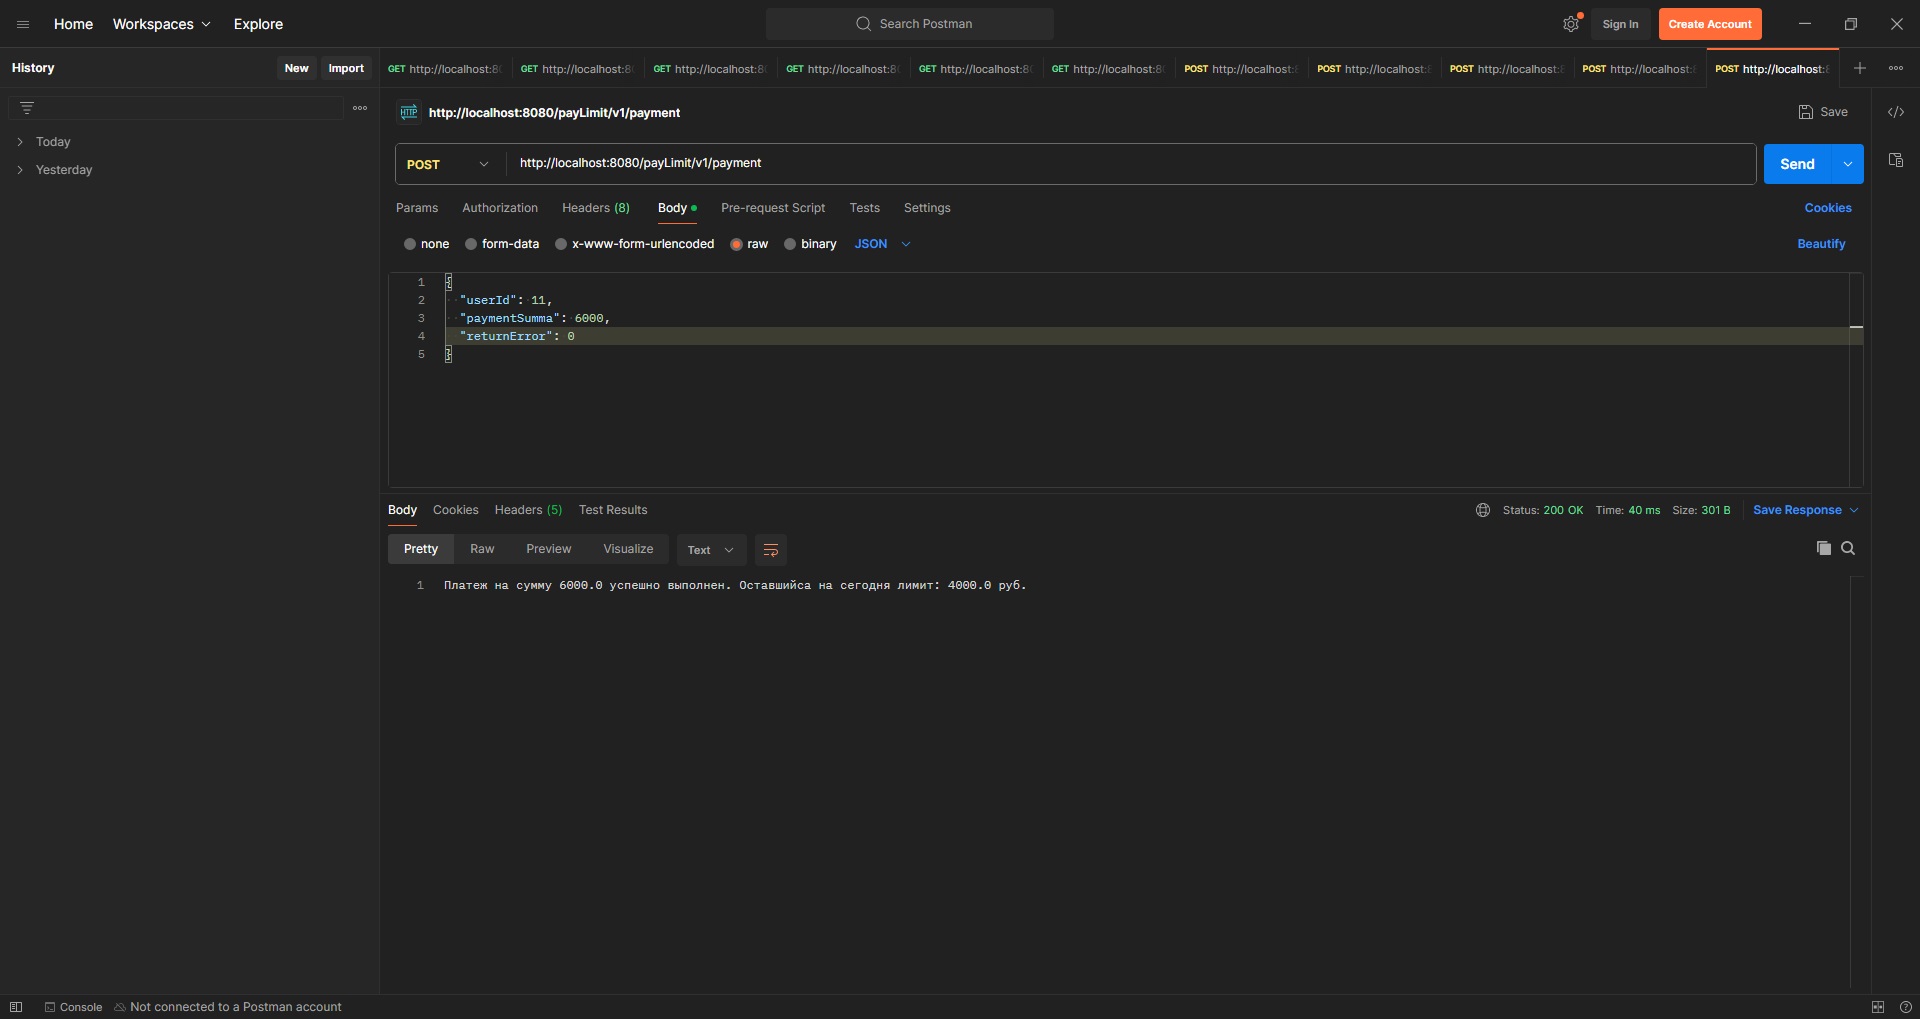 Home Workspaces Explore Search Postman Sign In Create Account
History New Import
GET http://localhost:8 GET http://localhost:8 GET http://localhost:8 GET http://localhost:8 GET http://localhost:8 GET http://localhost:8 POST http://localhost: POST http://localhost: POST http://localhost: POST http://localhost: POST http://localhost:
HTTP http://localhost:8080/payLimit/v1/payment Save
Today
Yesterday
POST http://localhost:8080/payLimit/v1/payment Send
Params Authorization Headers (8) Body Pre-request Script Tests Settings Cookies
none form-data x-www-form-urlencoded raw binary JSON Beautify
1 {
2 "userId": 11,
3 "paymentSumma": 6000,
4 "returnError": 0
5 }
Body Cookies Headers (5) Test Results Status: 200 OK Time: 40 ms Size: 301 B Save Response
Pretty Raw Preview Visualize Text
1 Платеж на сумму 6000.0 успешно выполнен. Оставшийся на сегодня лимит: 4000.0 руб.
Console Not connected to a Postman account